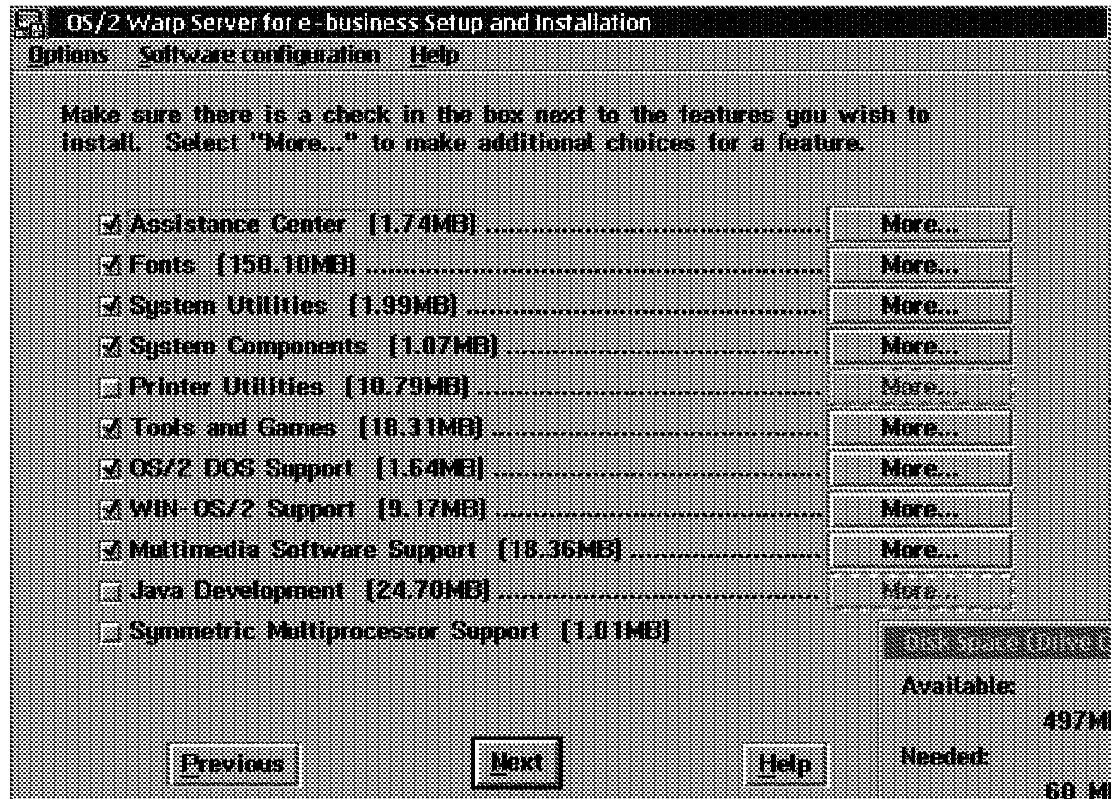 OS/2 Warp Server for e-business Setup and Installation
Options Software configuration Help
Make sure there is a check in the box next to the features you wish to
install. Select "More..." to make additional choices for a feature.
Assistance Center [1.74MB] More...
Fonts [150.10MB] More...
System Utilities [1.99MB] More...
System Components [1.07MB] More...
Printer Utilities [10.79MB] More...
Tools and Games [18.31MB] More...
OS/2 DOS Support [1.64MB] More...
WIN-OS/2 Support [9.17MB] More...
Multimedia Software Support [18.36MB] More...
Java Development [24.70MB] More...
Symmetric Multiprocessor Support [1.01MB]
Available:
497M
Needed:
60 M
Previous Next Help